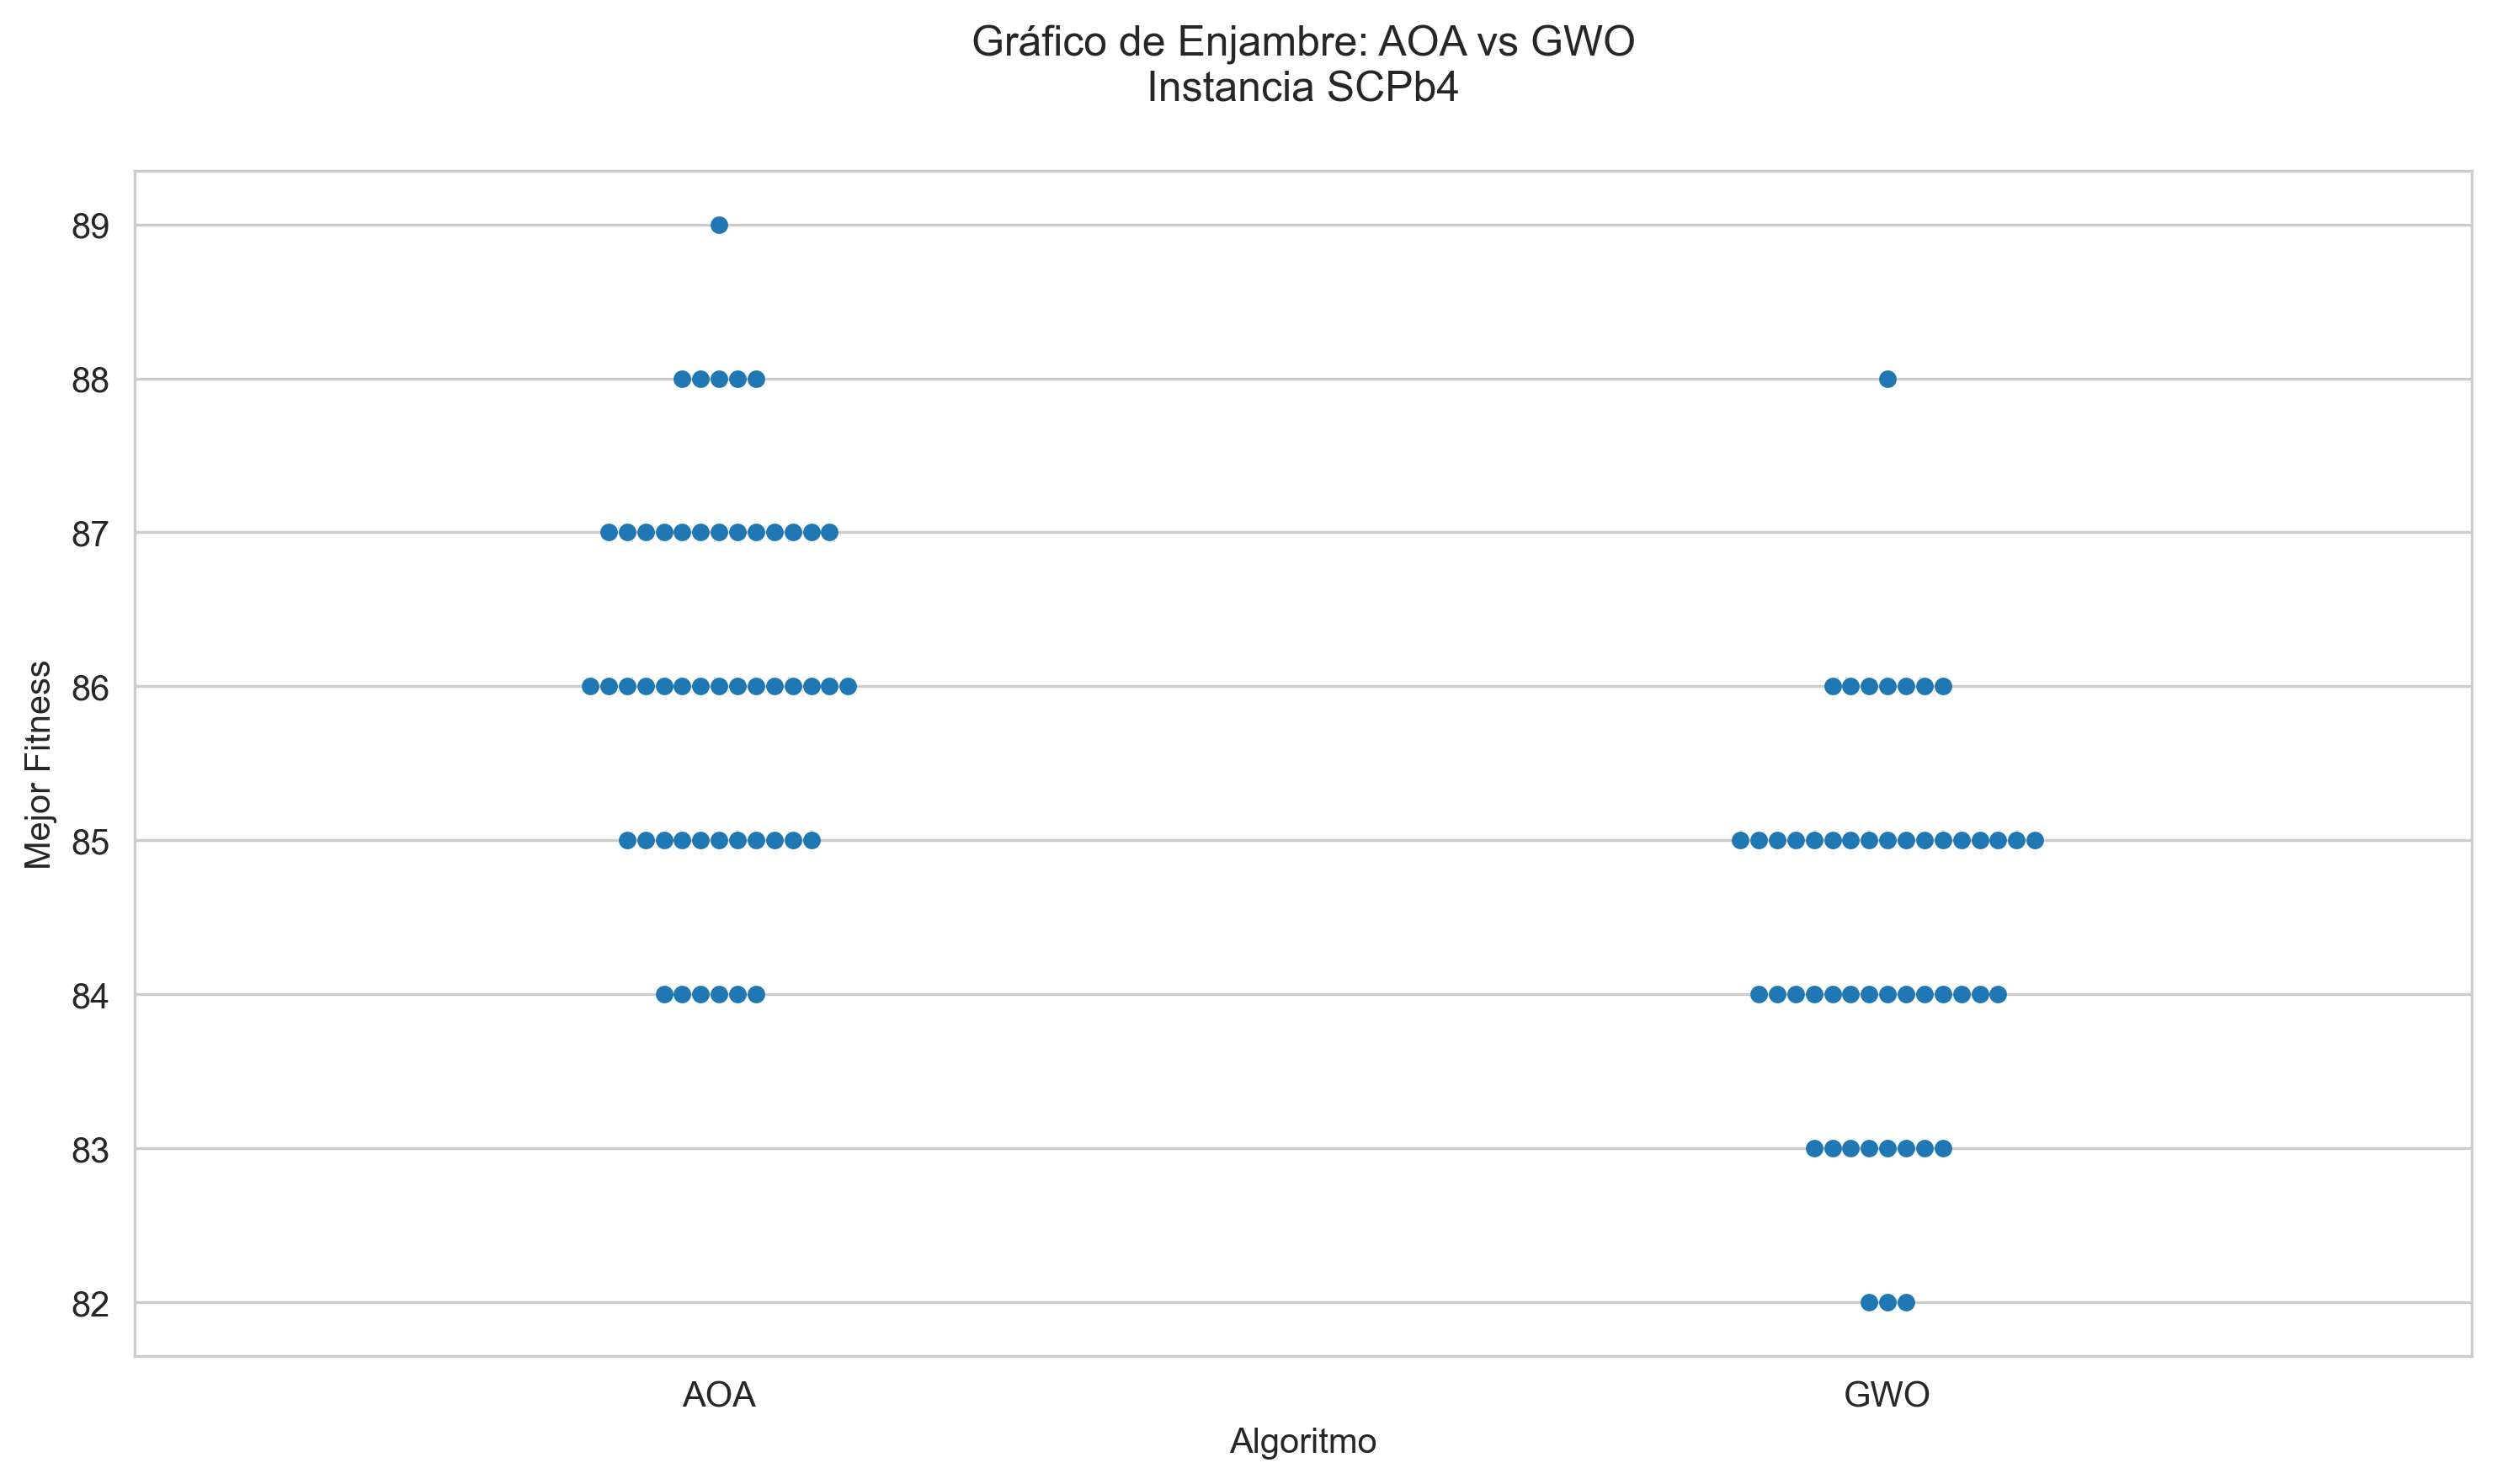 Gráfico de Enjambre: AOA vs GWO
Instancia SCPb4
Mejor Fitness
89
88
87
86
85
84
83
82
AOA
GWO
Algoritmo